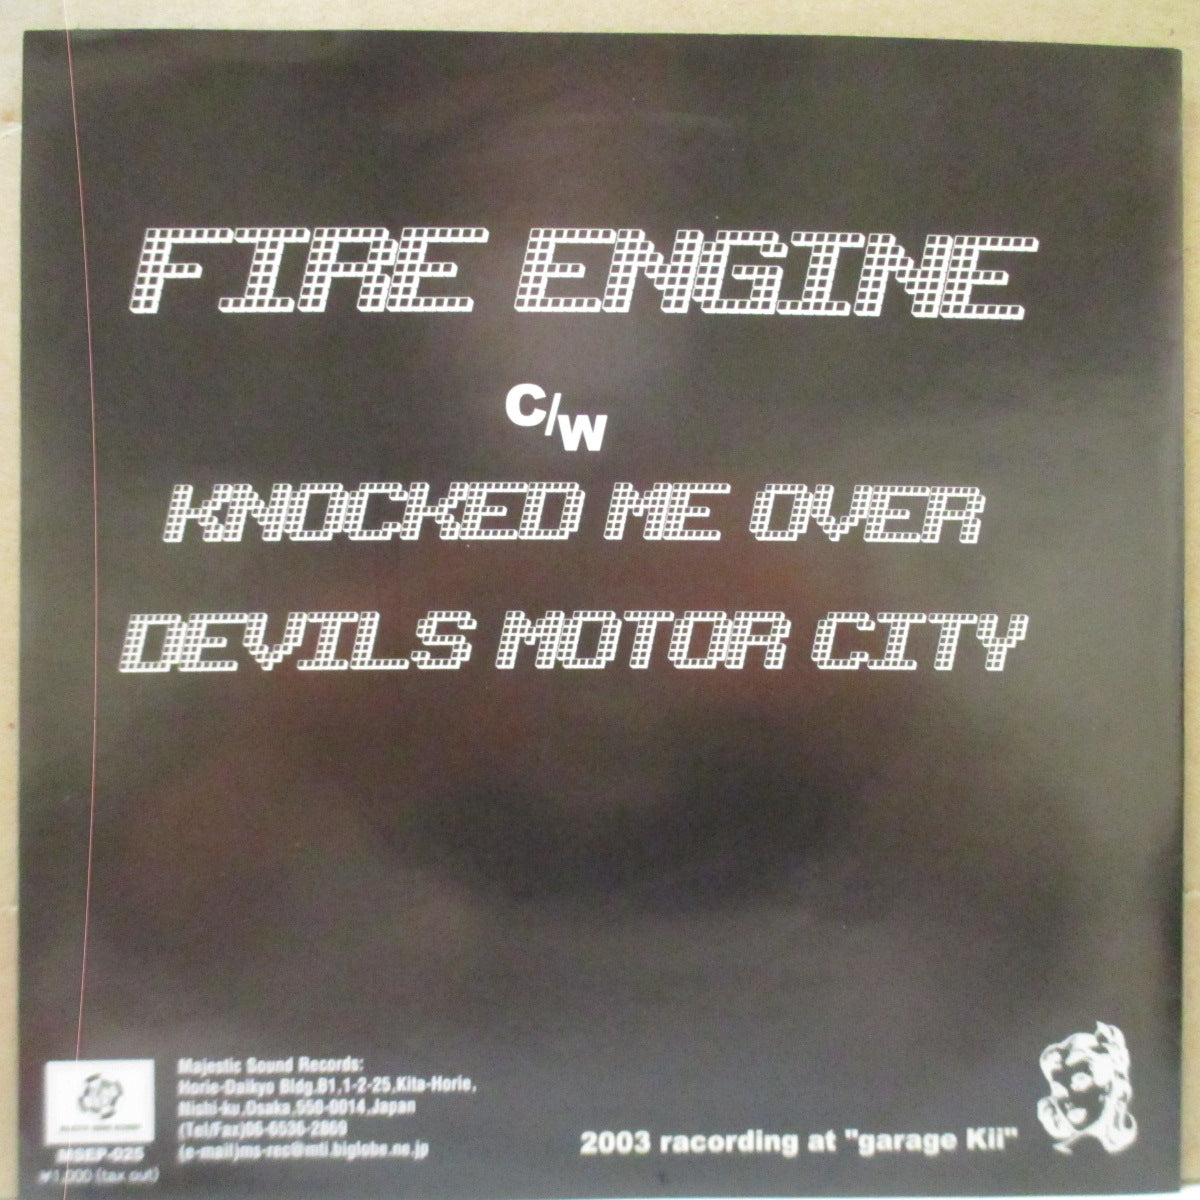 FIRE ENGINE
C/W
KNOCKED ME OVER
DEVILS MOTOR CITY
Majestic Sound Records:
Horie-Daikyo Bldg.B1,1-2-25,Kita-Horie,
Nishi-ku,Osaka,550-0014,Japan
(Tel/Fax)06-6536-2869
(e-mail)ms-rec@mti.biglobe.ne.jp
MSEP-025
¥1,000 (tax out)
2003 racording at "garage Kii"